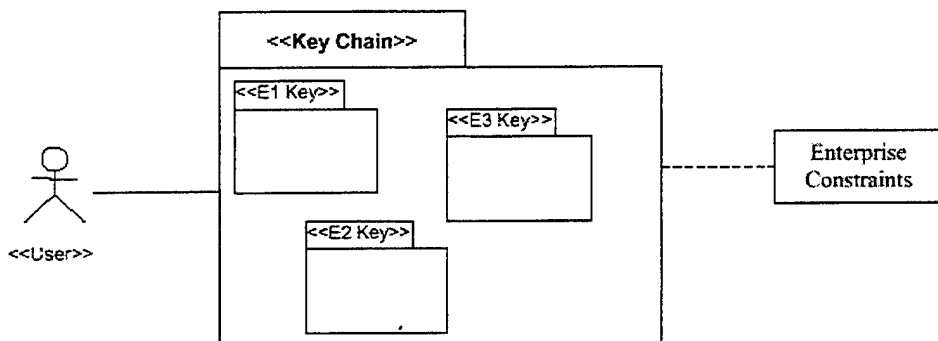 <<Key Chain>>
<<E1 Key>>
<<E3 Key>>
Enterprise
Constraints
<<E2 Key>>
<<User>>